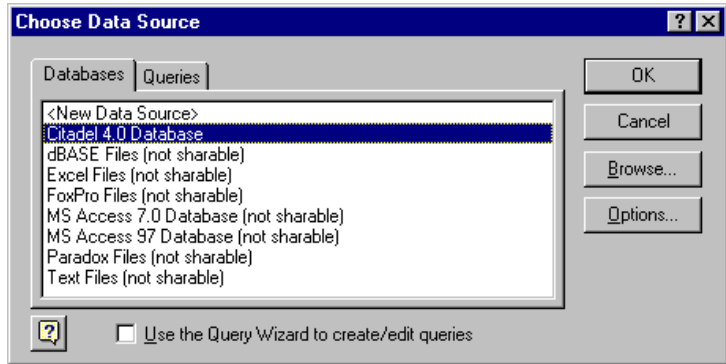 Choose Data Source
Databases
Queries
<New Data Source>
Citadel 4.0 Database
dBASE Files (not sharable)
Excel Files (not sharable)
FoxPro Files (not sharable)
MS Access 7.0 Database (not sharable)
MS Access 97 Database (not sharable)
Paradox Files (not sharable)
Text Files (not sharable)
Use the Query Wizard to create/edit queries
OK
Cancel
Browse...
Options...